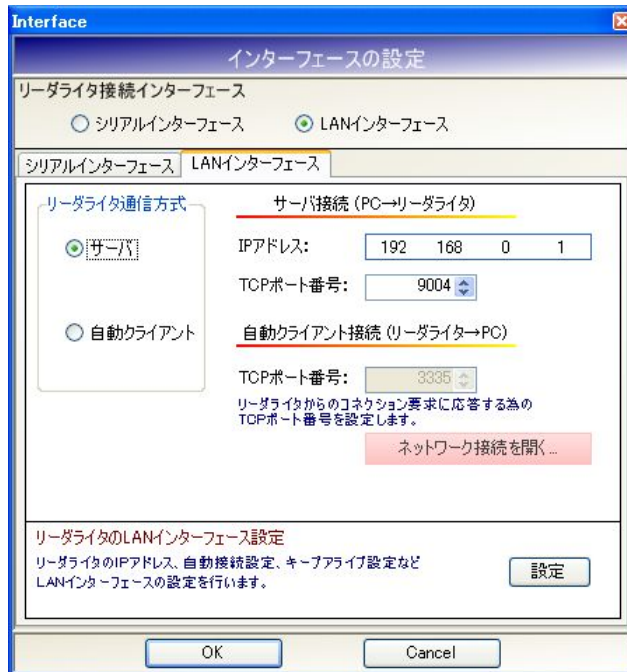 Interface
インターフェースの設定
リーダライタ接続インターフェース
シリアルインターフェース
LANインターフェース
シリアルインターフェース
LANインターフェース
リーダライタ通信方式
サーバ
自動クライアント
サーバ接続 (PC→リーダライタ)
IPアドレス:
192 168 0 1
TCPポート番号:
9004
自動クライアント接続 (リーダライタ→PC)
TCPポート番号:
3335
リーダライタからのコネクション要求に応答する為の
TCPポート番号を設定します。
ネットワーク接続を開く...
リーダライタのLANインターフェース設定
リーダライタのIPアドレス、自動接続設定、キープアライブ設定など
LANインターフェースの設定を行います。
設定
OK
Cancel